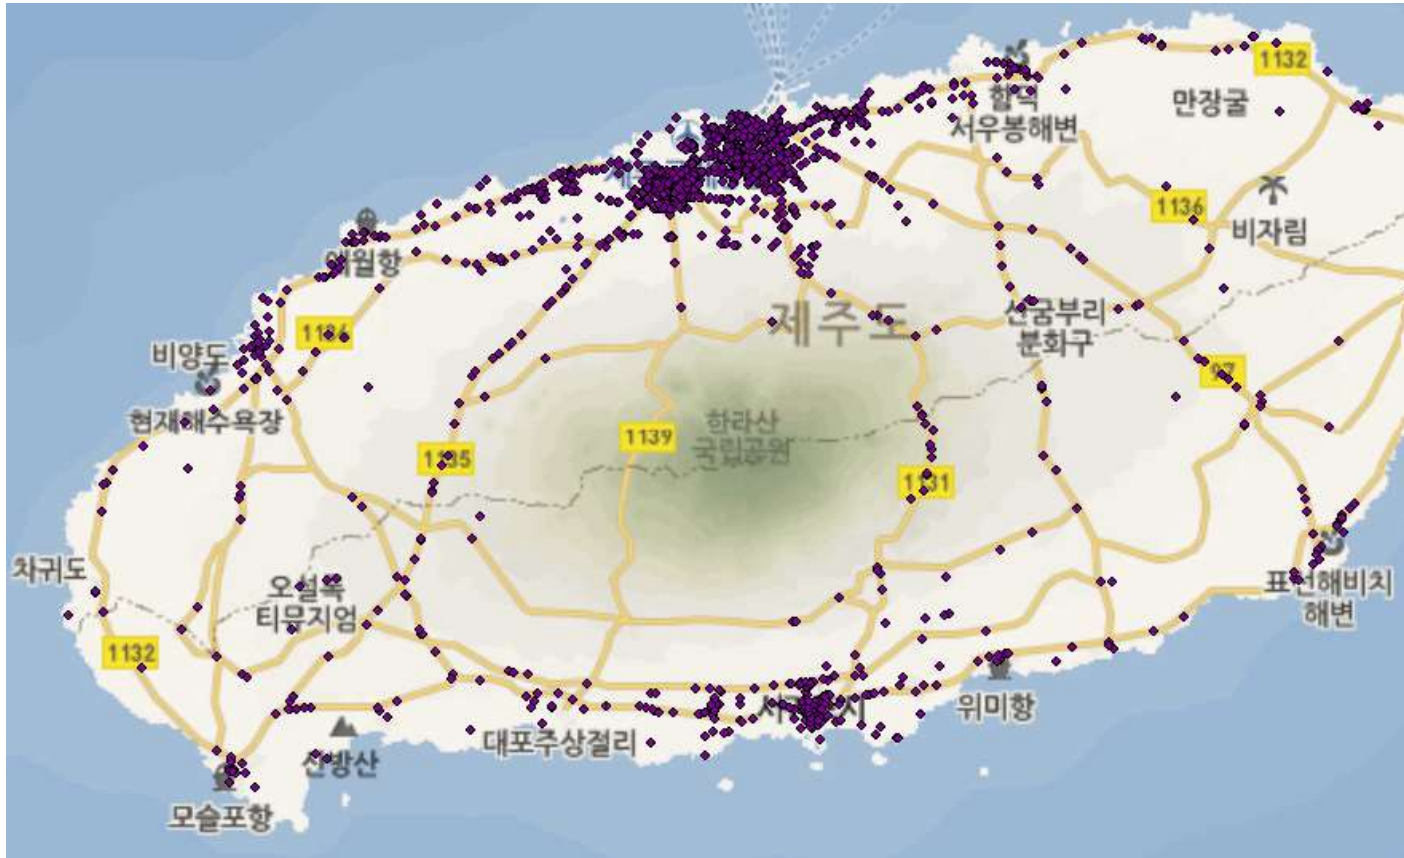 1132
함덕
서우봉해변
만장굴
1136
비자림
애월항
제주도
산굼부리
분화구
1136
비양도
97
현재해수욕장
한라산
국립공원
1139
1135
1131
차귀도
오설록
티뮤지엄
표선해비치
해변
1132
위미항
대포주상절리
산방산
모슬포항